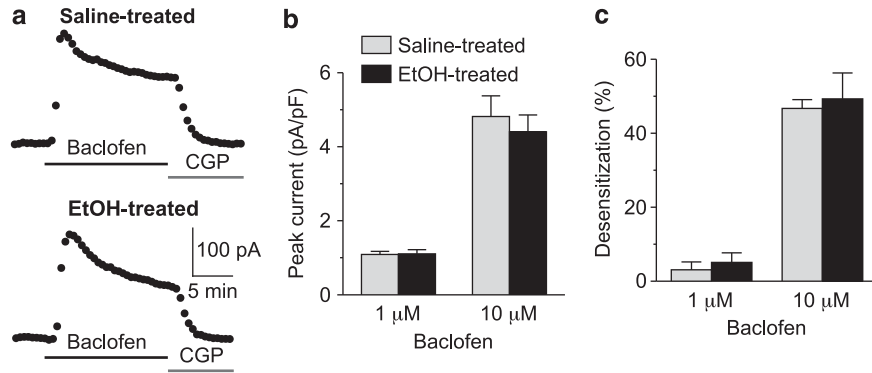 a
Saline-treated
Baclofen
CGP
EtOH-treated
100 pA
5 min
Baclofen
CGP
b
Saline-treated
EtOH-treated
Peak current (pA/pF)
6
4
2
0
1 μM
10 μM
Baclofen
c
Desensitization (%)
60
40
20
0
1 μM
10 μM
Baclofen